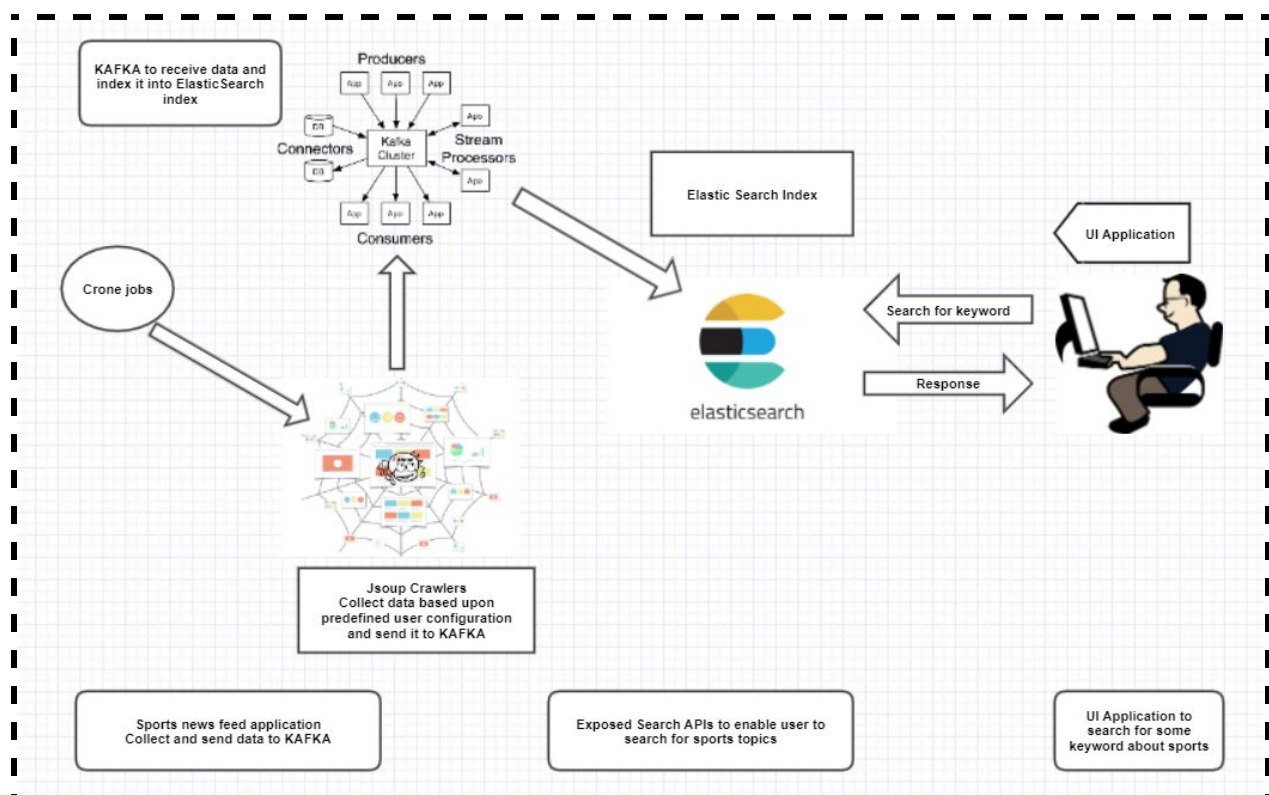 KAFKA to receive data and
index it into ElasticSearch
index
Producers
App
App
App
DB
Connectors
DB
Kafka
Cluster
App
Stream
Processors
App
App
App
App
Consumers
Elastic Search Index
UI Application
Crone jobs
Search for keyword
Response
elasticsearch
Jsoup Crawlers
Collect data based upon
predefined user configuration
and send it to KAFKA
Sports news feed application
Collect and send data to KAFKA
Exposed Search APIs to enable user to
search for sports topics
UI Application to
search for some
keyword about sports